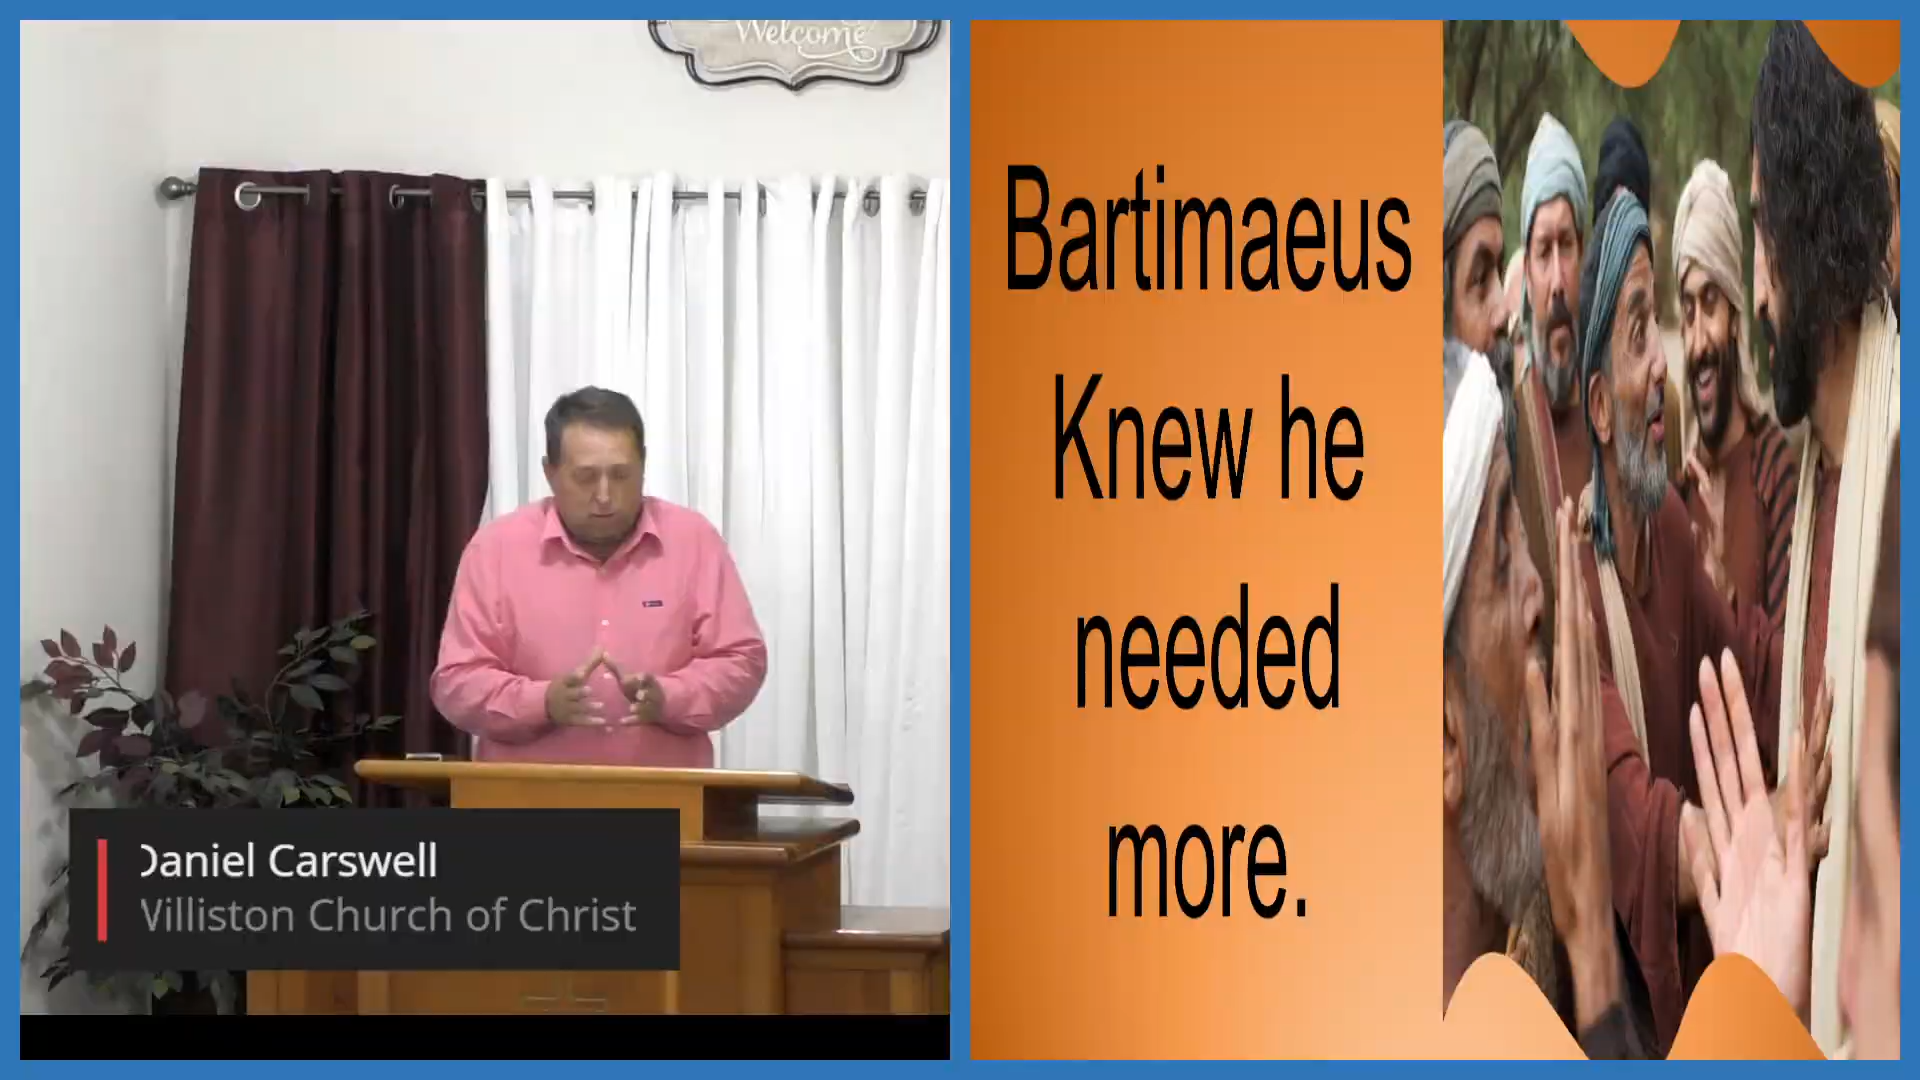 Welcome
Daniel Carswell
Williston Church of Christ
Bartimaeus
Knew he
needed
more.